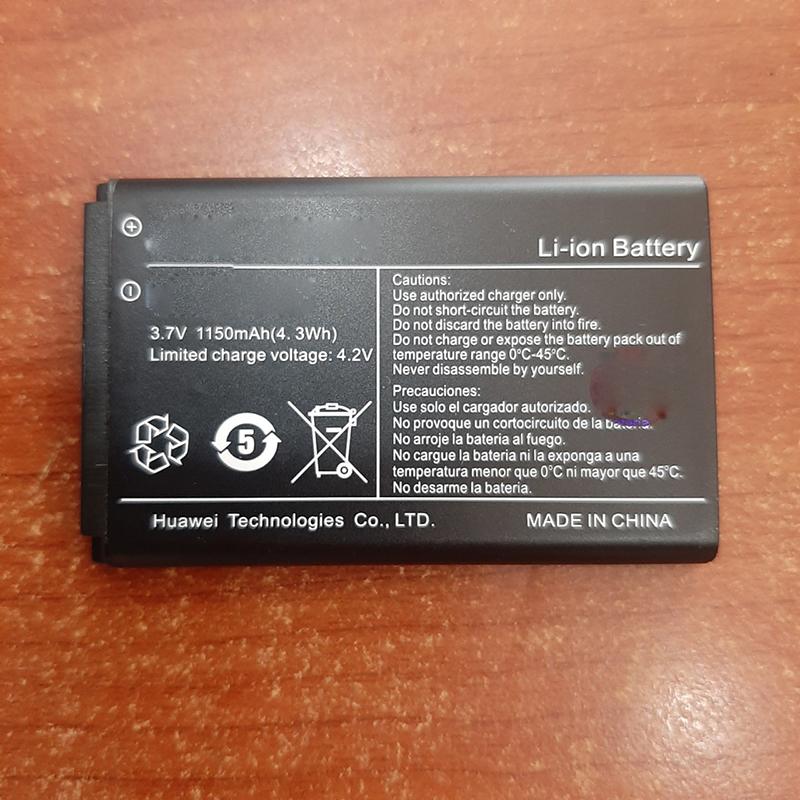 Li-ion Battery
3.7V 1150mAh(4. 3Wh)
Limited charge voltage: 4.2V
5
Cautions:
Use authorized charger only.
Do not short-circuit the battery.
Do not discard the battery into fire.
Do not charge or expose the battery pack out of
temperature range 0°C-45°C.
Never disassemble by yourself.
Precauciones:
Use solo el cargador autorizado.
No provoque un cortocircuito de la batería.
No arroje la bateria al fuego.
No cargue la bateria ni la exponga a una
temperatura menor que 0°C ni mayor que 45°C.
No desarme la bateria.
Huawei Technologies Co., LTD.
MADE IN CHINA